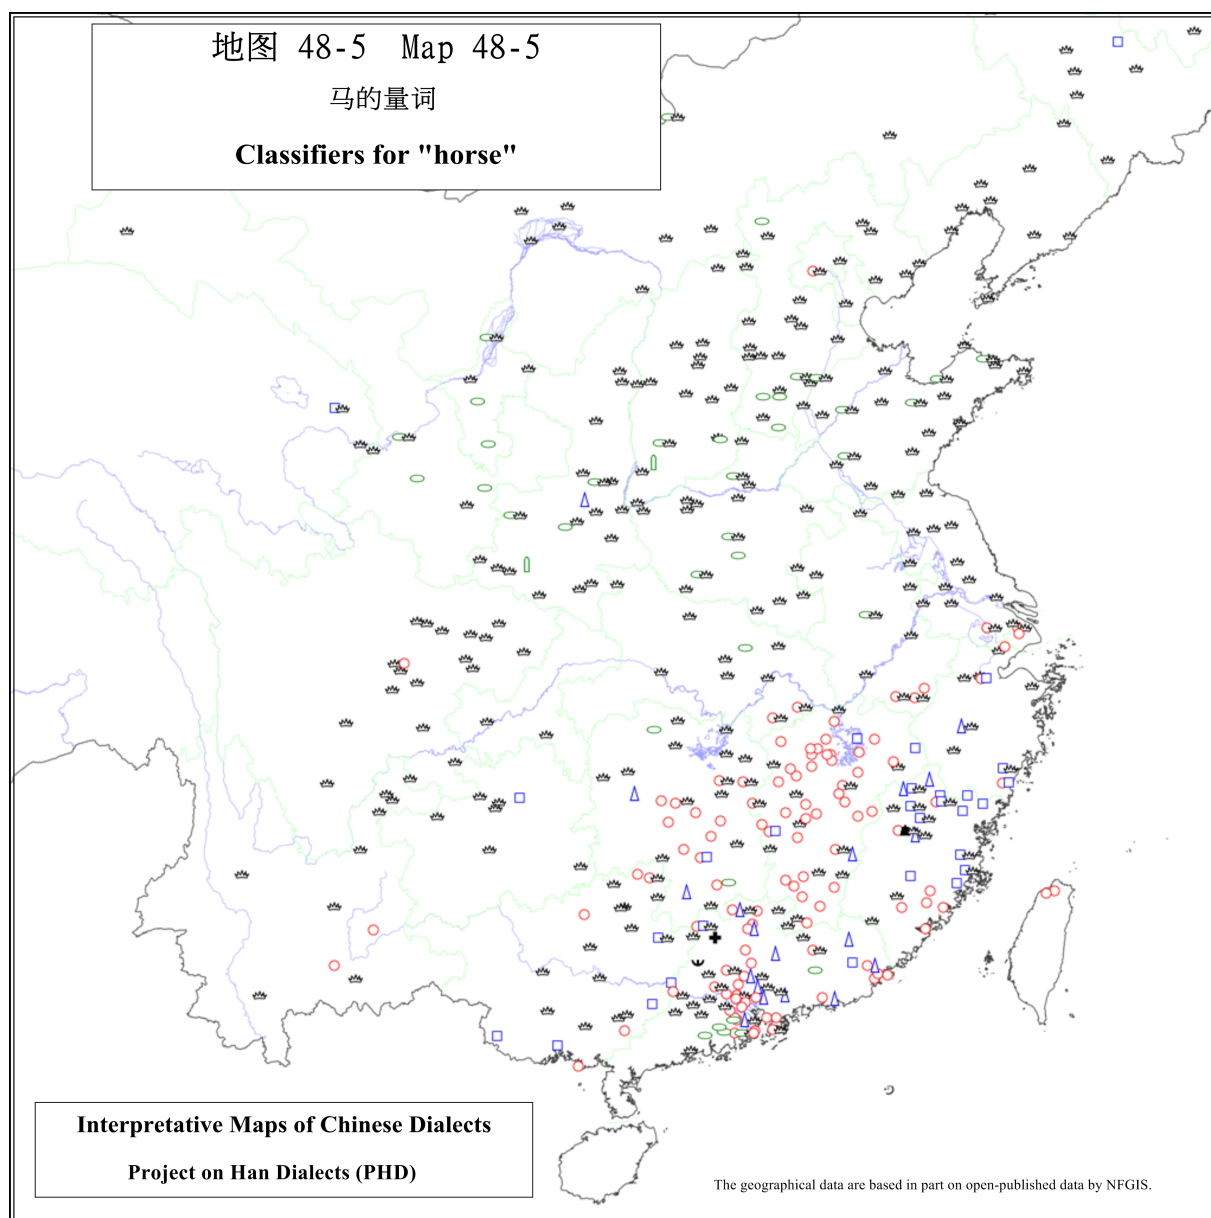 地图 48-5 Map 48-5
马的量词
Classifiers for "horse"
Interpretative Maps of Chinese Dialects
Project on Han Dialects (PHD)
The geographical data are based in part on open-published data by NFGIS.